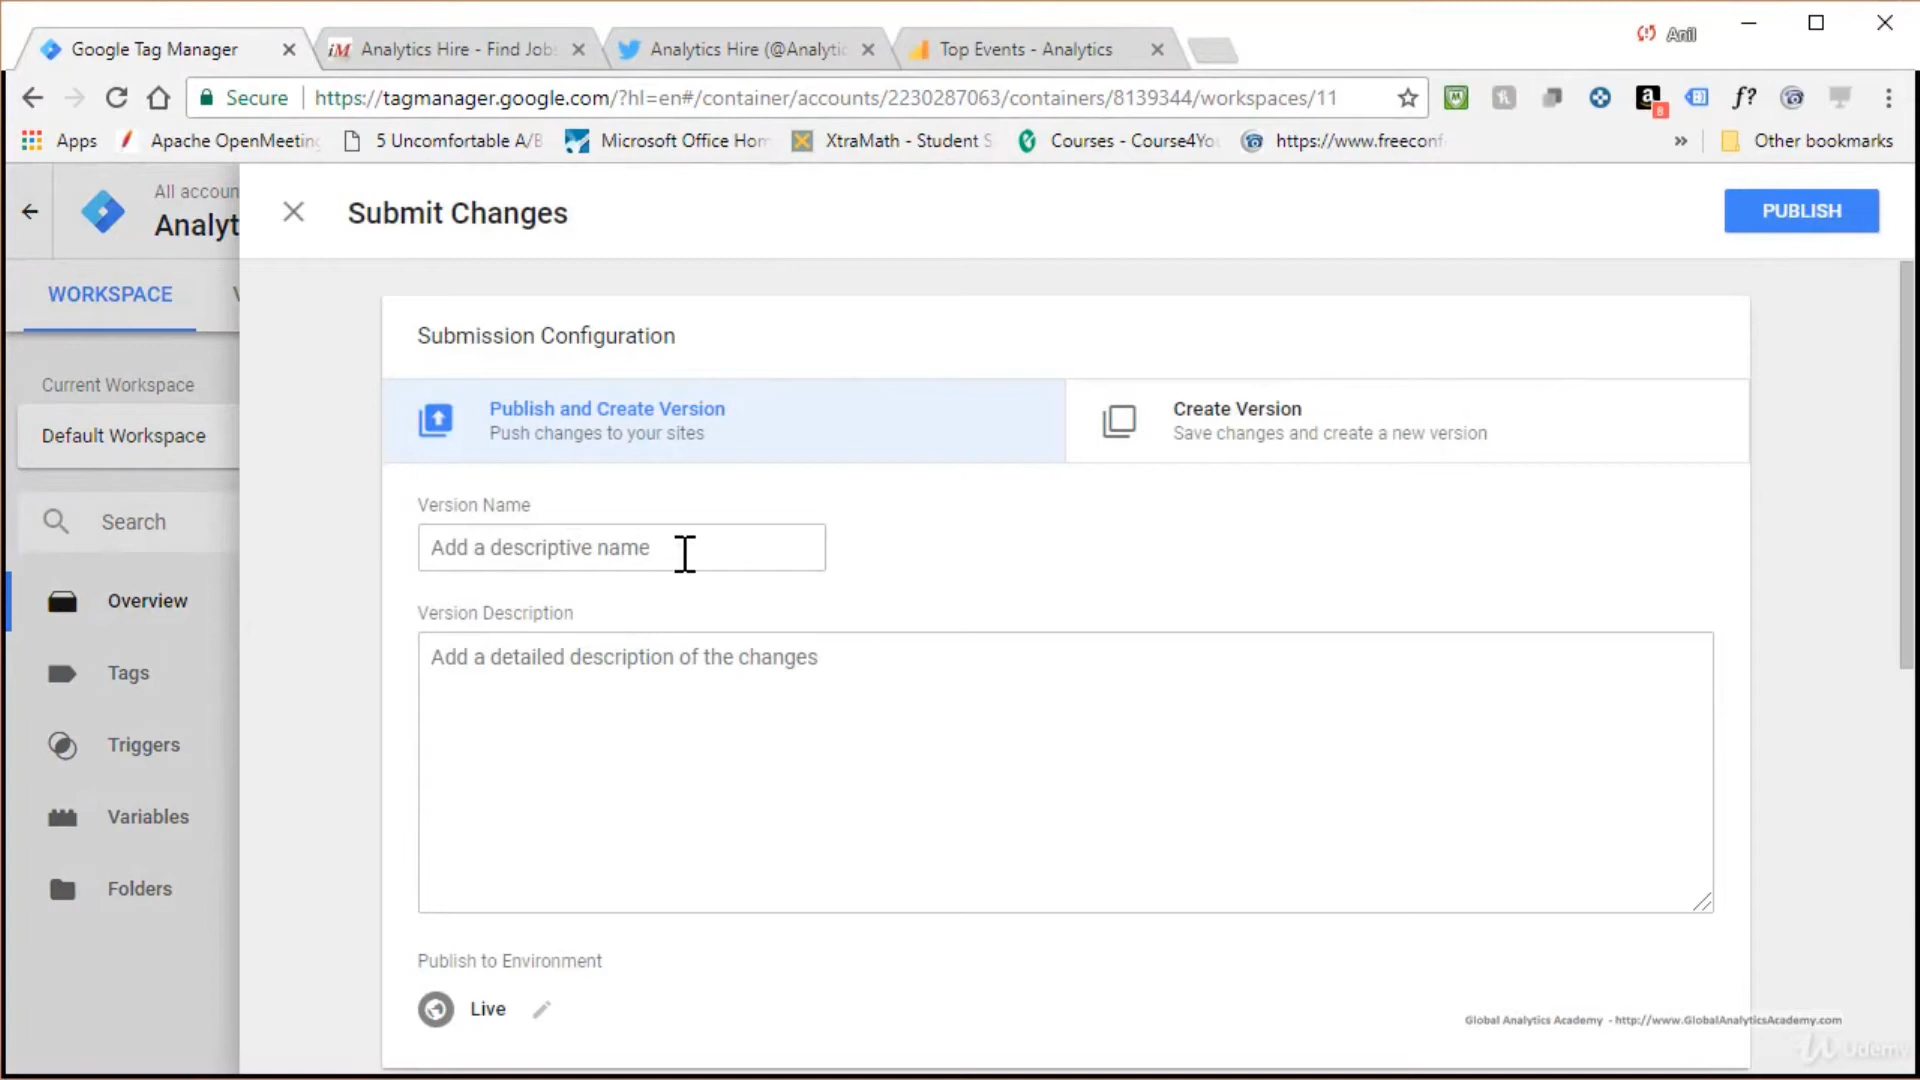 Google Tag Manager
iM Analytics Hire - Find Job
Analytics Hire (@Analytic
Top Events - Analytics
Anil
Secure
https://tagmanager.google.com/?hl=en#/container/accounts/2230287063/containers/8139344/workspaces/11
a
8
f?
Apps
Apache OpenMeeting
5 Uncomfortable A/B
Microsoft Office Hom
XtraMath - Student S
Courses - Course4Yo
https://www.freeconf
»
Other bookmarks
All accoun
Analyt
Submit Changes
PUBLISH
WORKSPACE
V
Submission Configuration
Current Workspace
Default Workspace
Publish and Create Version
Push changes to your sites
Create Version
Save changes and create a new version
Version Name
Add a descriptive name
Search
Version Description
Add a detailed description of the changes
Overview
Tags
Triggers
Variables
Folders
Publish to Environment
Live
Global Analytics Academy - http://www.GlobalAnalyticsAcademy.com
Udemy